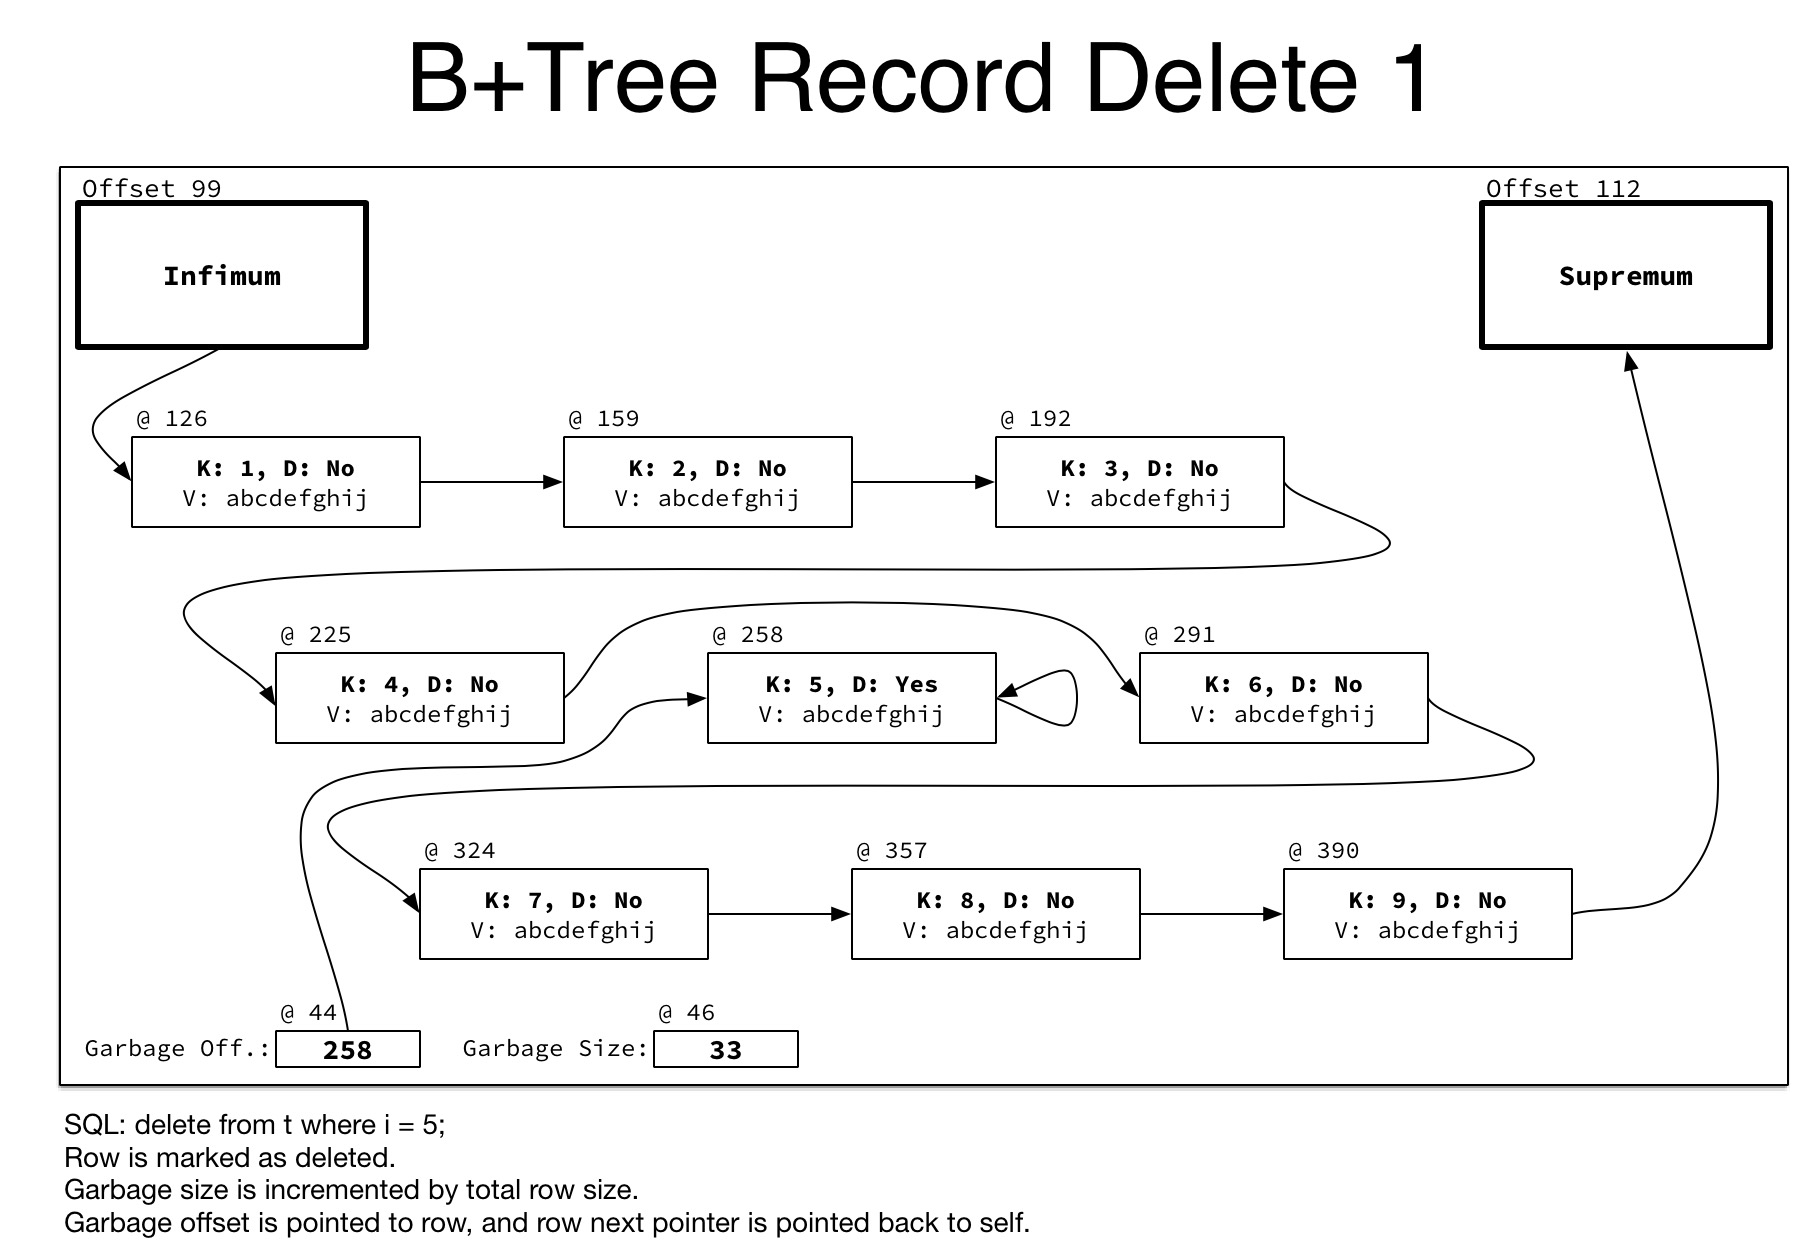 B+Tree Record Delete 1
Offset 99
Offset 112
Infimum
Supremum
@ 126
@ 159
@ 192
K: 1, D: No
V: abcdefghij
K: 2, D: No
V: abcdefghij
K: 3, D: No
V: abcdefghij
@ 225
@ 258
@ 291
K: 4, D: No
V: abcdefghij
K: 5, D: Yes
V: abcdefghij
K: 6, D: No
V: abcdefghij
@ 324
@ 357
@ 390
K: 7, D: No
V: abcdefghij
K: 8, D: No
V: abcdefghij
K: 9, D: No
V: abcdefghij
@ 44
@ 46
Garbage Off.: 258
Garbage Size: 33
SQL: delete from t where i = 5;
Row is marked as deleted.
Garbage size is incremented by total row size.
Garbage offset is pointed to row, and row next pointer is pointed back to self.